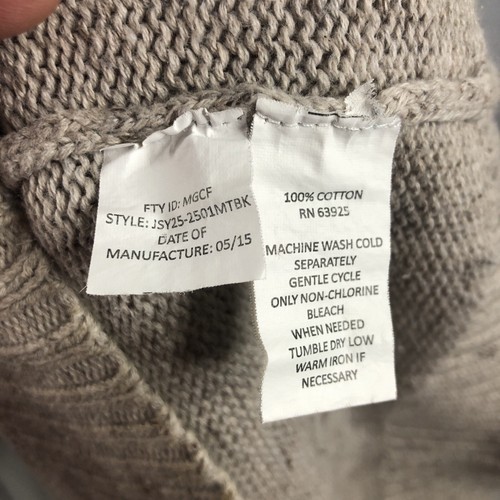 FTY ID: MGCF
STYLE: JSY25-2501MTBK
DATE OF
MANUFACTURE: 05/15
100% COTTON
RN 63925
MACHINE WASH COLD
SEPARATELY
GENTLE CYCLE
ONLY NON-CHLORINE
BLEACH
WHEN NEEDED
TUMBLE DRY LOW
WARM IRON IF
NECESSARY